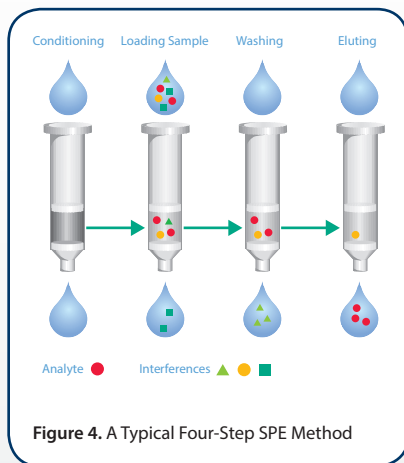 Conditioning Loading Sample Washing Eluting
Analyte Interferences
Figure 4. A Typical Four-Step SPE Method